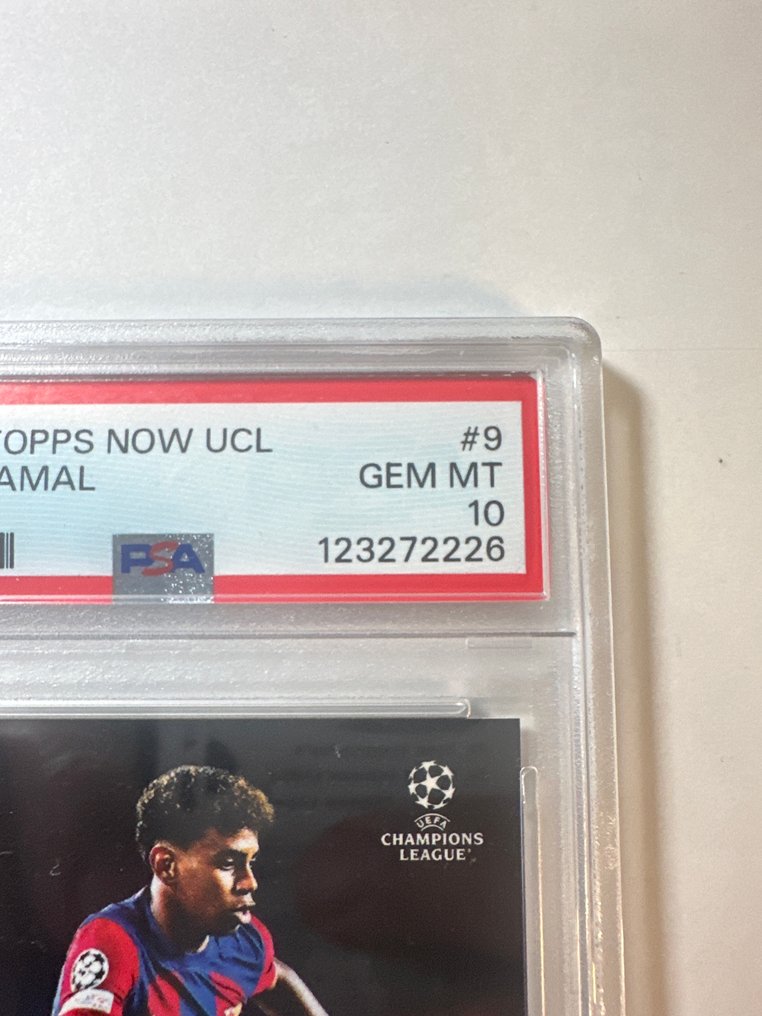 TOPPS NOW UCL #9
AMAL GEM MT
10
PSA 123272226
UEFA
CHAMPIONS
LEAGUE